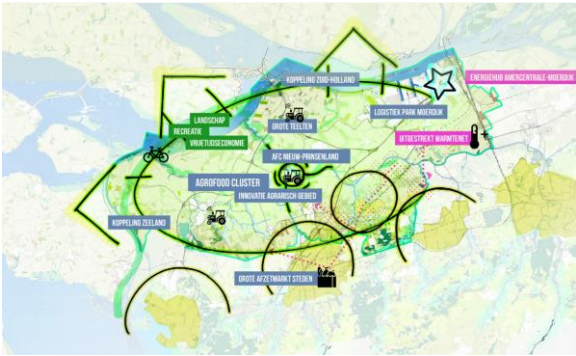 KOPPELING ZUID-HOLLAND
ENERGIEHUB AMERCENTRALE-MOERDIJK
LANDSCHAP
RECREATIE
VRIJETIJDSECONOMIE
GROTE TEELTEN
LOGISTIEK PARK MOERDIJK
UITGESTREKT WARMTENET
AFC NIEUW-PRINSENLAND
AGROFOOD CLUSTER
INNOVATIE AGRARISCH GEBIED
KOPPELING ZEELAND
GROTE AFZETMARKT STEDEN